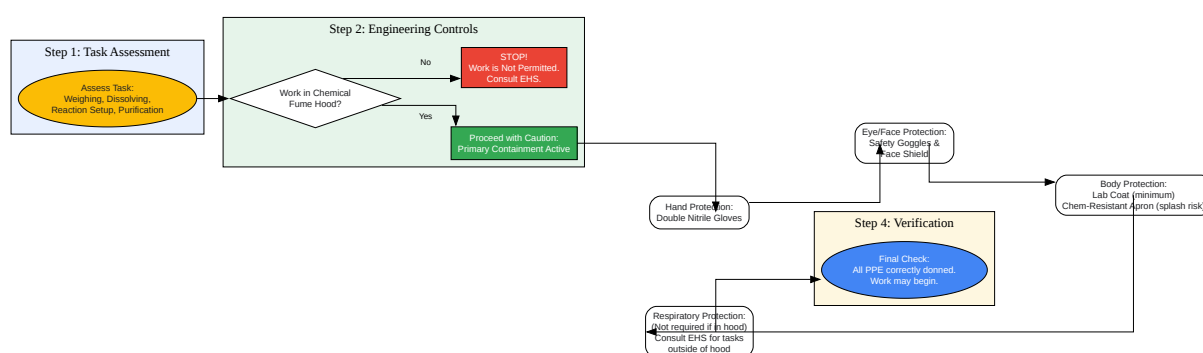 Step 1: Task Assessment
Assess Task:
Weighing, Dissolving,
Reaction Setup, Purification
Step 2: Engineering Controls
Work in Chemical
Fume Hood?
No
Yes
STOP!
Work is Not Permitted.
Consult EHS.
Proceed with Caution:
Primary Containment Active
Hand Protection:
Double Nitrile Gloves
Eye/Face Protection:
Safety Goggles &
Face Shield
Body Protection:
Lab Coat (minimum)
Chem-Resistant Apron (splash risk)
Respiratory Protection:
(Not required if in hood)
Consult EHS for tasks
outside of hood
Step 4: Verification
Final Check:
All PPE correctly donned.
Work may begin.